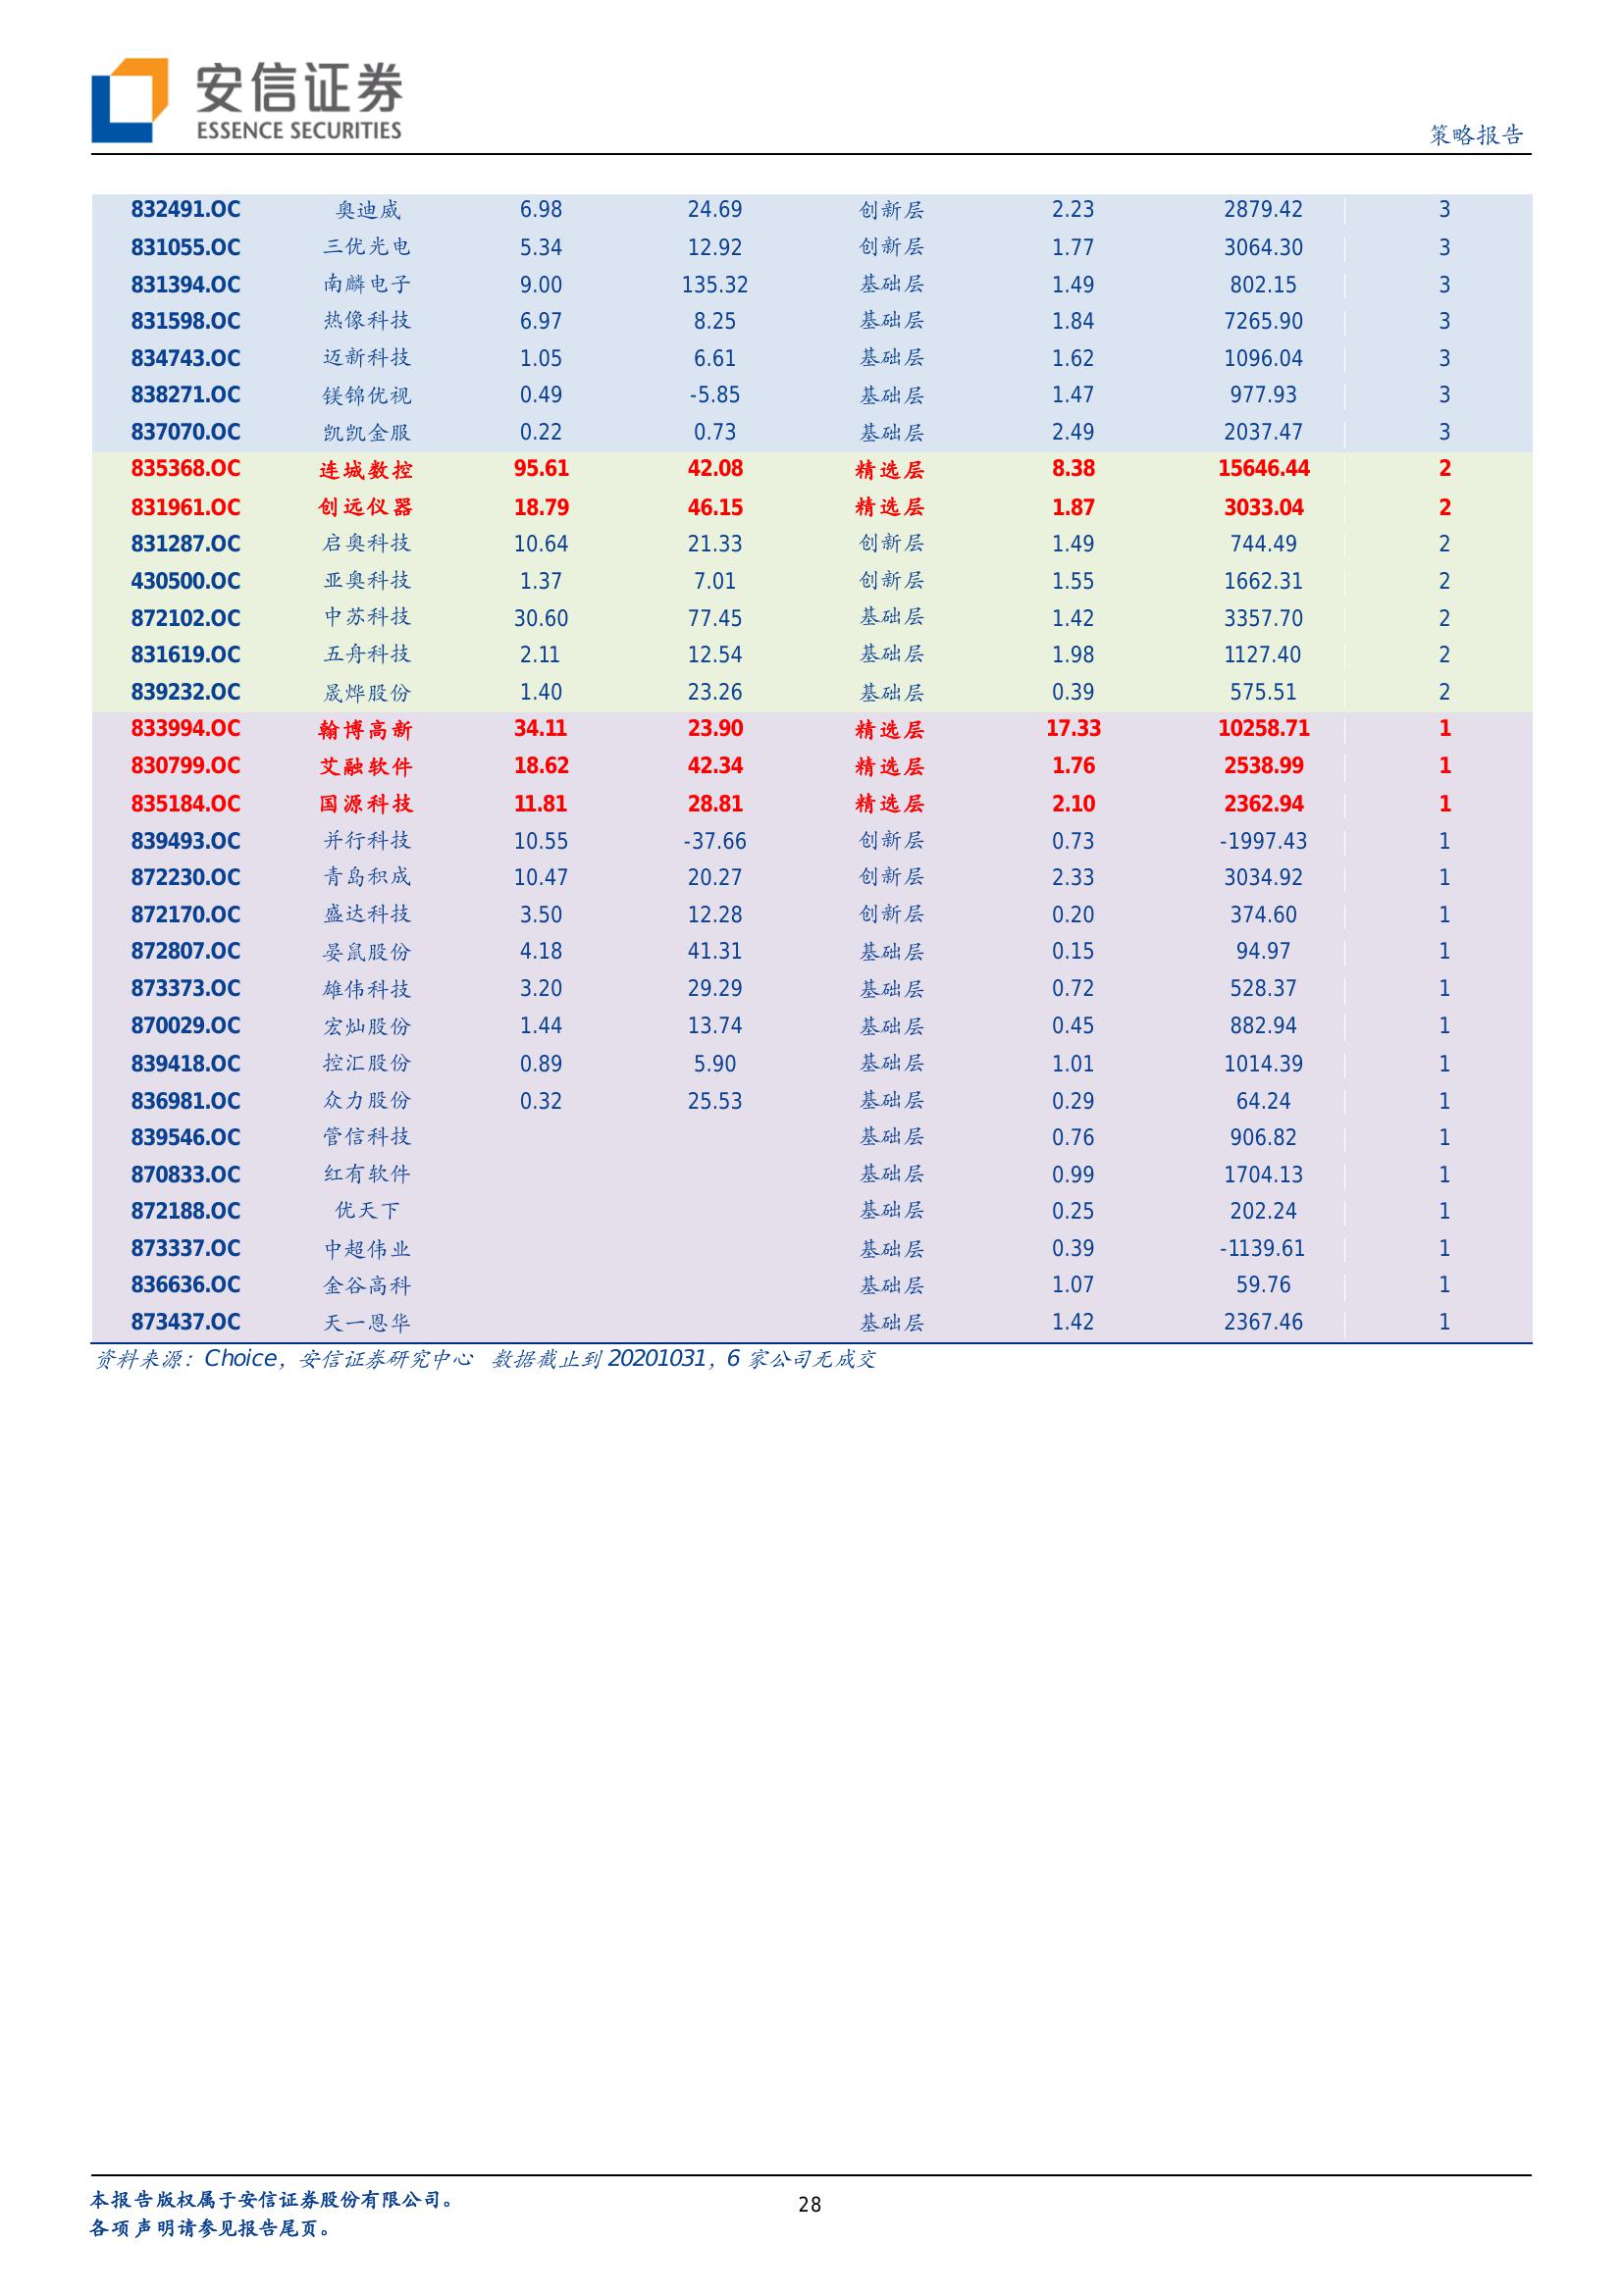 安信证券
ESSENCE SECURITIES
策略报告
832491.OC 奥迪威 6.98 24.69 创新层 2.23 2879.42 3
831055.OC 三优光电 5.34 12.92 创新层 1.77 3064.30 3
831394.OC 南麟电子 9.00 135.32 基础层 1.49 802.15 3
831598.OC 热像科技 6.97 8.25 基础层 1.84 7265.90 3
834743.OC 迈新科技 1.05 6.61 基础层 1.62 1096.04 3
838271.OC 镁锦优视 0.49 -5.85 基础层 1.47 977.93 3
837070.OC 凯凯金服 0.22 0.73 基础层 2.49 2037.47 3
835368.OC 连城数控 95.61 42.08 精选层 8.38 15646.44 2
831961.OC 创远仪器 18.79 46.15 精选层 1.87 3033.04 2
831287.OC 启奥科技 10.64 21.33 创新层 1.49 744.49 2
430500.OC 亚奥科技 1.37 7.01 创新层 1.55 1662.31 2
872102.OC 中苏科技 30.60 77.45 基础层 1.42 3357.70 2
831619.OC 五舟科技 2.11 12.54 基础层 1.98 1127.40 2
839232.OC 晟烨股份 1.40 23.26 基础层 0.39 575.51 2
833994.OC 翰博高新 34.11 23.90 精选层 17.33 10258.71 1
830799.OC 艾融软件 18.62 42.34 精选层 1.76 2538.99 1
835184.OC 国源科技 11.81 28.81 精选层 2.10 2362.94 1
839493.OC 并行科技 10.55 -37.66 创新层 0.73 -1997.43 1
872230.OC 青岛积成 10.47 20.27 创新层 2.33 3034.92 1
872170.OC 盛达科技 3.50 12.28 创新层 0.20 374.60 1
872807.OC 晏鼠股份 4.18 41.31 基础层 0.15 94.97 1
873373.OC 雄伟科技 3.20 29.29 基础层 0.72 528.37 1
870029.OC 宏灿股份 1.44 13.74 基础层 0.45 882.94 1
839418.OC 控汇股份 0.89 5.90 基础层 1.01 1014.39 1
836981.OC 众力股份 0.32 25.53 基础层 0.29 64.24 1
839546.OC 管信科技 基础层 0.76 906.82 1
870833.OC 红有软件 基础层 0.99 1704.13 1
872188.OC 优天下 基础层 0.25 202.24 1
873337.OC 中超伟业 基础层 0.39 -1139.61 1
836636.OC 金谷高科 基础层 1.07 59.76 1
873437.OC 天一恩华 基础层 1.42 2367.46 1
资料来源：Choice，安信证券研究中心 数据截止到 20201031，6 家公司无成交
本报告版权属于安信证券股份有限公司。
28
各项声明请参见报告尾页。